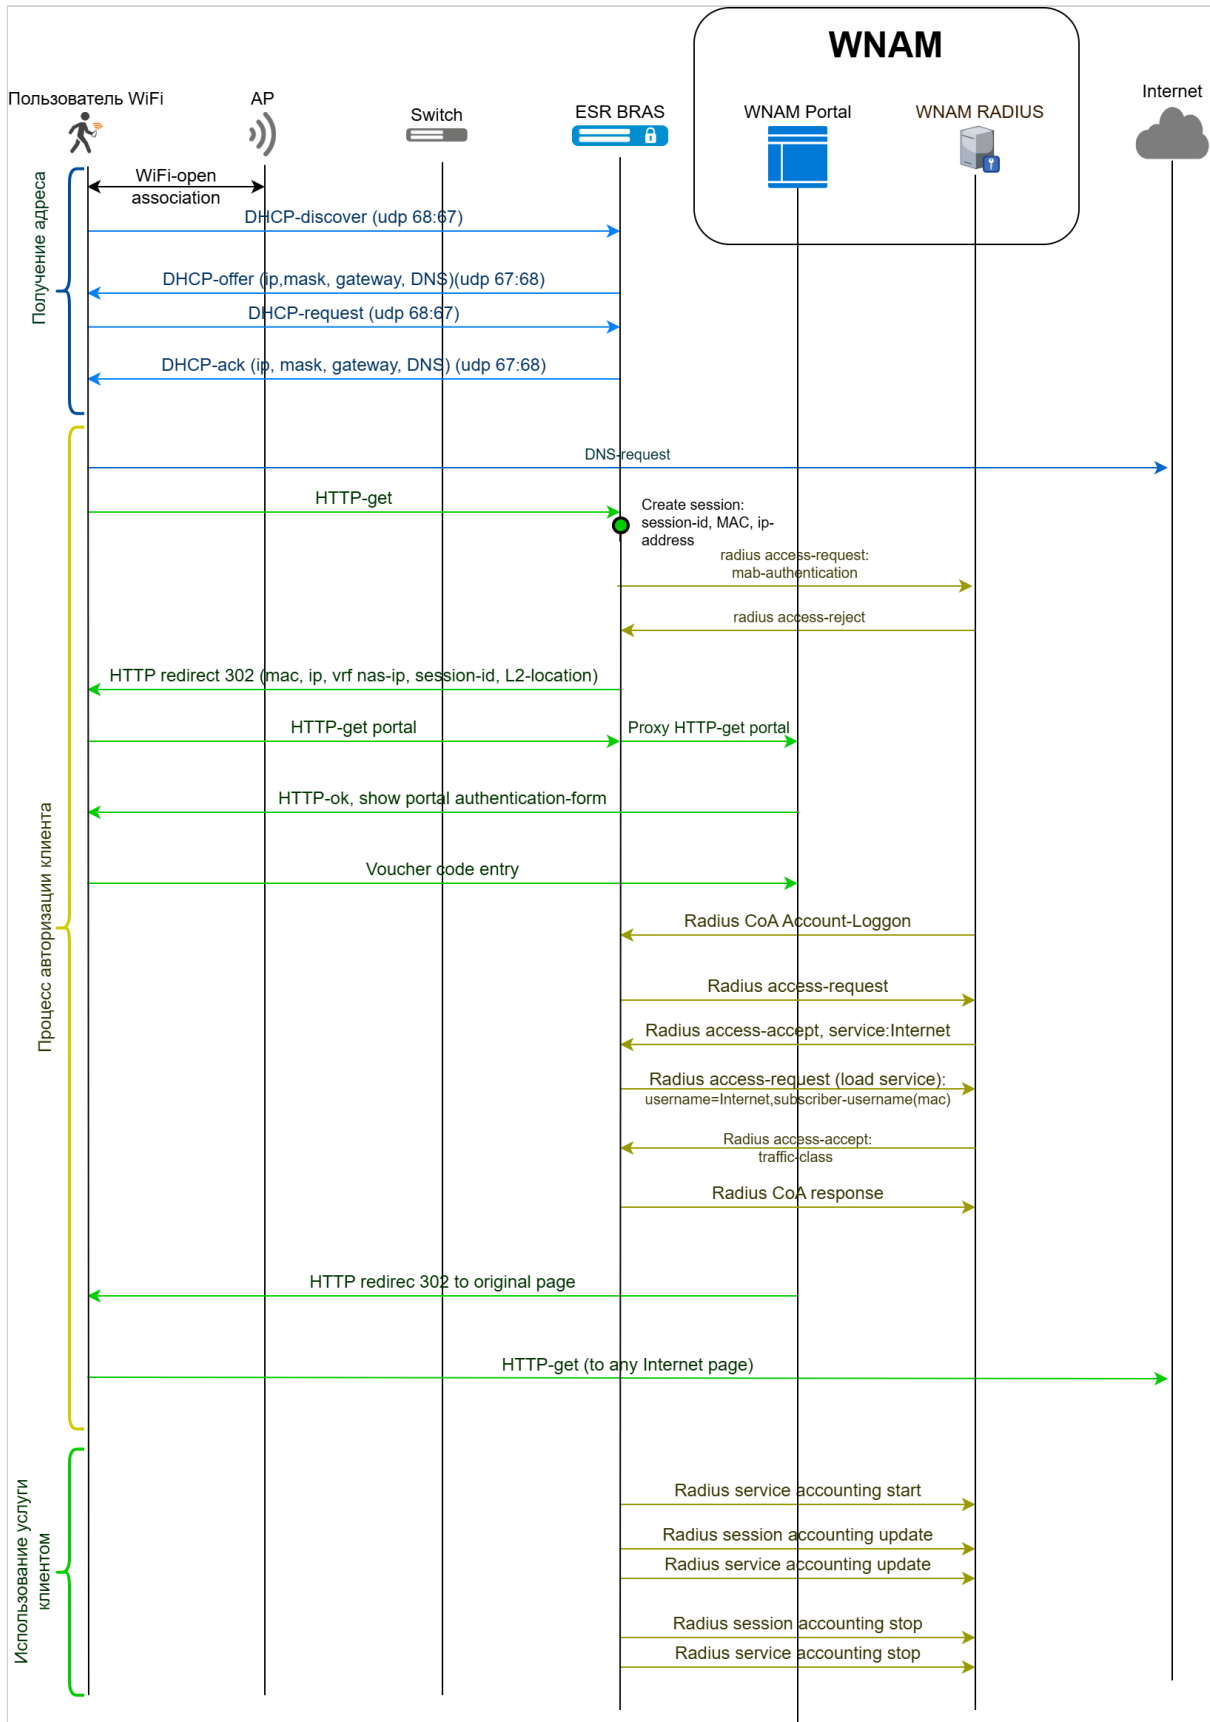 WNAM
Пользователь WiFi
AP
Switch
ESR BRAS
WNAM Portal
WNAM RADIUS
Internet
Получение адреса
WiFi-open
association
DHCP-discover (udp 68:67)
DHCP-offer (ip,mask, gateway, DNS)(udp 67:68)
DHCP-request (udp 68:67)
DHCP-ack (ip, mask, gateway, DNS) (udp 67:68)
Процесс авторизации клиента
DNS-request
HTTP-get
Create session:
session-id, MAC, ip-
address
radius access-request:
mab-authentication
radius access-reject
HTTP redirect 302 (mac, ip, vrf nas-ip, session-id, L2-location)
HTTP-get portal
Proxy HTTP-get portal
HTTP-ok, show portal authentication-form
Voucher code entry
Radius CoA Account-Loggon
Radius access-request
Radius access-accept, service:Internet
Radius access-request (load service):
username=Internet,subscriber-username(mac)
Radius access-accept:
traffic-class
Radius CoA response
HTTP redirec 302 to original page
HTTP-get (to any Internet page)
Использование услуги
клиентом
Radius service accounting start
Radius session accounting update
Radius service accounting update
Radius session accounting stop
Radius service accounting stop